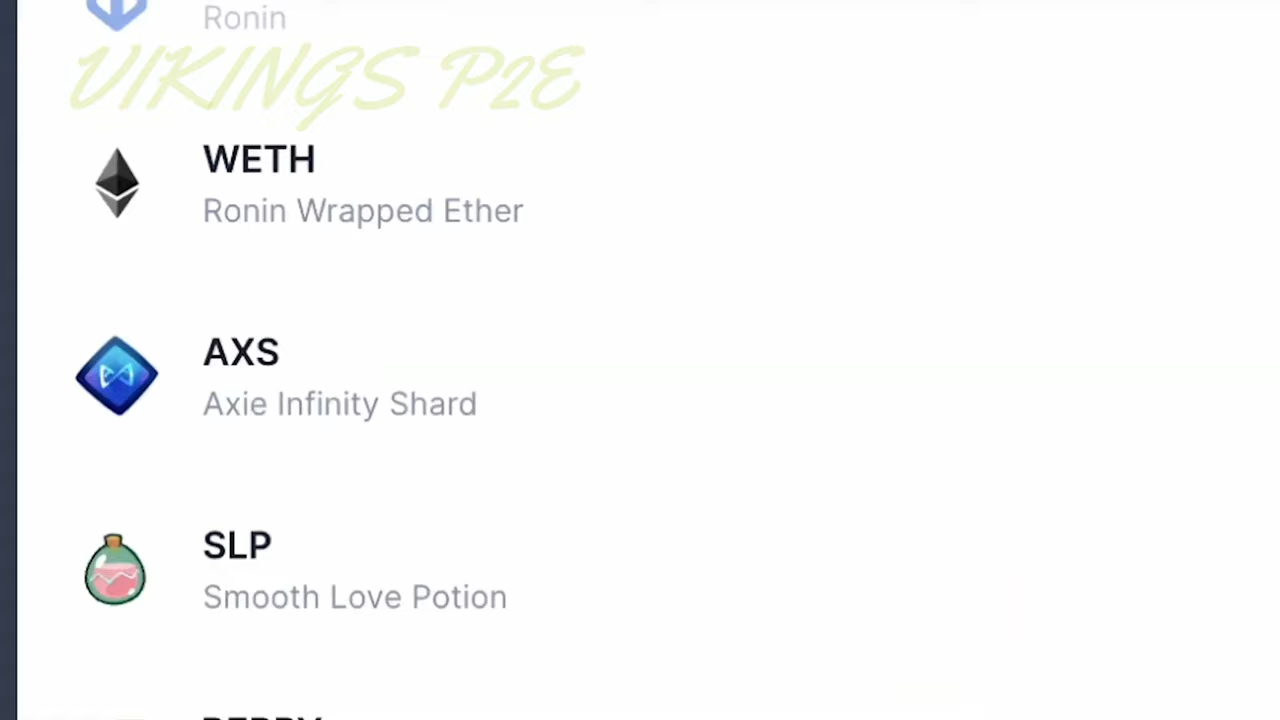 Ronin
VIKINGS P2E
WETH
Ronin Wrapped Ether
AXS
Axie Infinity Shard
SLP
Smooth Love Potion